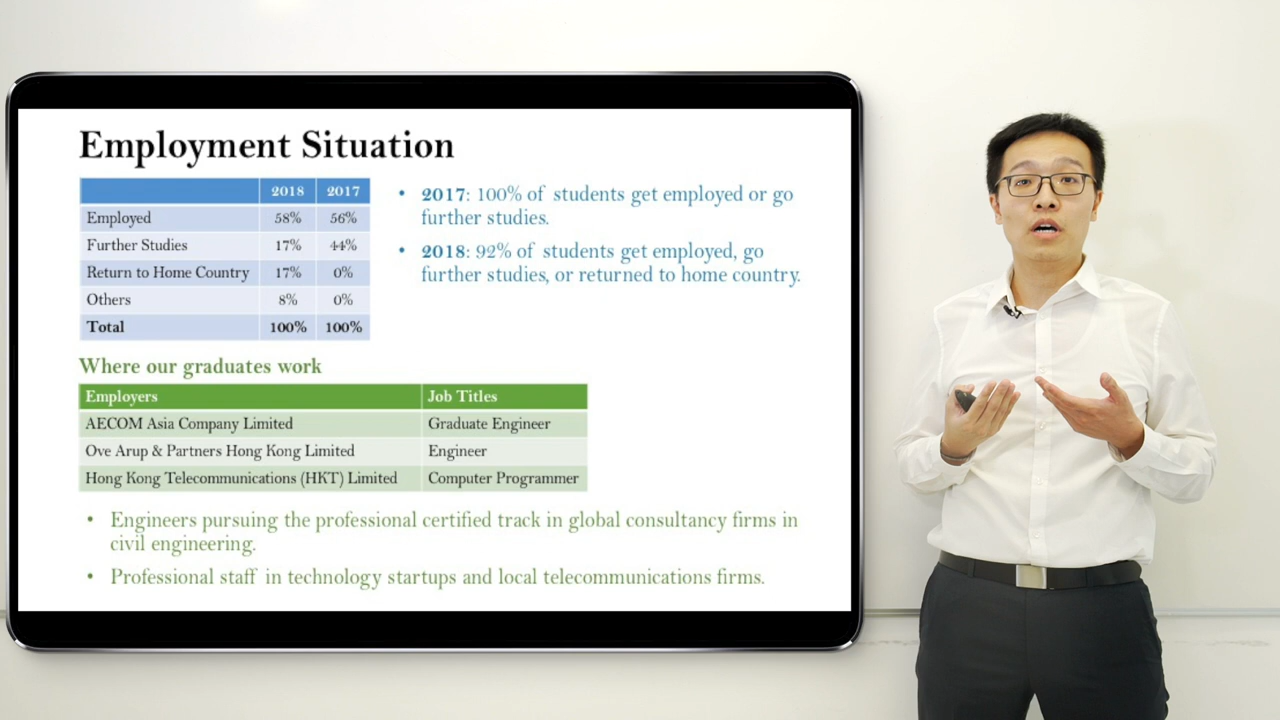 Employment Situation
2018 2017
Employed 58% 56%
Further Studies 17% 44%
Return to Home Country 17% 0%
Others 8% 0%
Total 100% 100%
• 2017: 100% of students get employed or go
further studies.
• 2018: 92% of students get employed, go
further studies, or returned to home country.
Where our graduates work
Employers Job Titles
AECOM Asia Company Limited Graduate Engineer
Ove Arup & Partners Hong Kong Limited Engineer
Hong Kong Telecommunications (HKT) Limited Computer Programmer
• Engineers pursuing the professional certified track in global consultancy firms in
civil engineering.
• Professional staff in technology startups and local telecommunications firms.